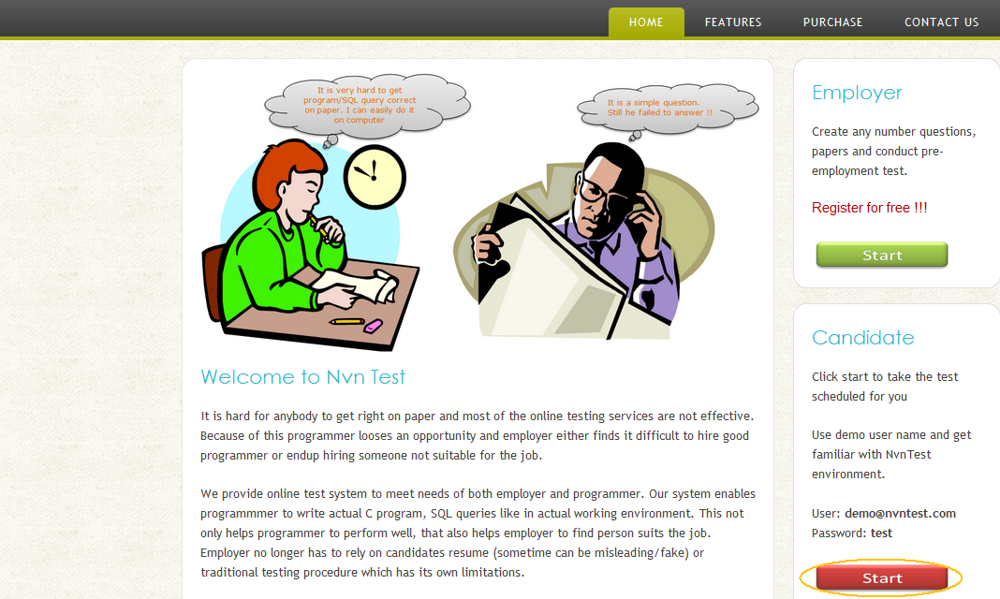 HOME FEATURES PURCHASE CONTACT US
It is very hard to get
program/SQL query correct
on paper. I can easily do it
on computer
It is a simple question.
Still he failed to answer !!
Welcome to Nvn Test
It is hard for anybody to get right on paper and most of the online testing services are not effective.
Because of this programmer looses an opportunity and employer either finds it difficult to hire good
programmer or endup hiring someone not suitable for the job.
We provide online test system to meet needs of both employer and programmer. Our system enables
programmmer to write actual C program, SQL queries like in actual working environment. This not
only helps programmer to perform well, that also helps employer to find person suits the job.
Employer no longer has to rely on candidates resume (sometime can be misleading/fake) or
traditional testing procedure which has its own limitations.
Employer
Create any number questions,
papers and conduct pre-
employment test.
Register for free !!!
Start
Candidate
Click start to take the test
scheduled for you
Use demo user name and get
familiar with NvnTest
environment.
User: demo@nvntest.com
Password: test
Start